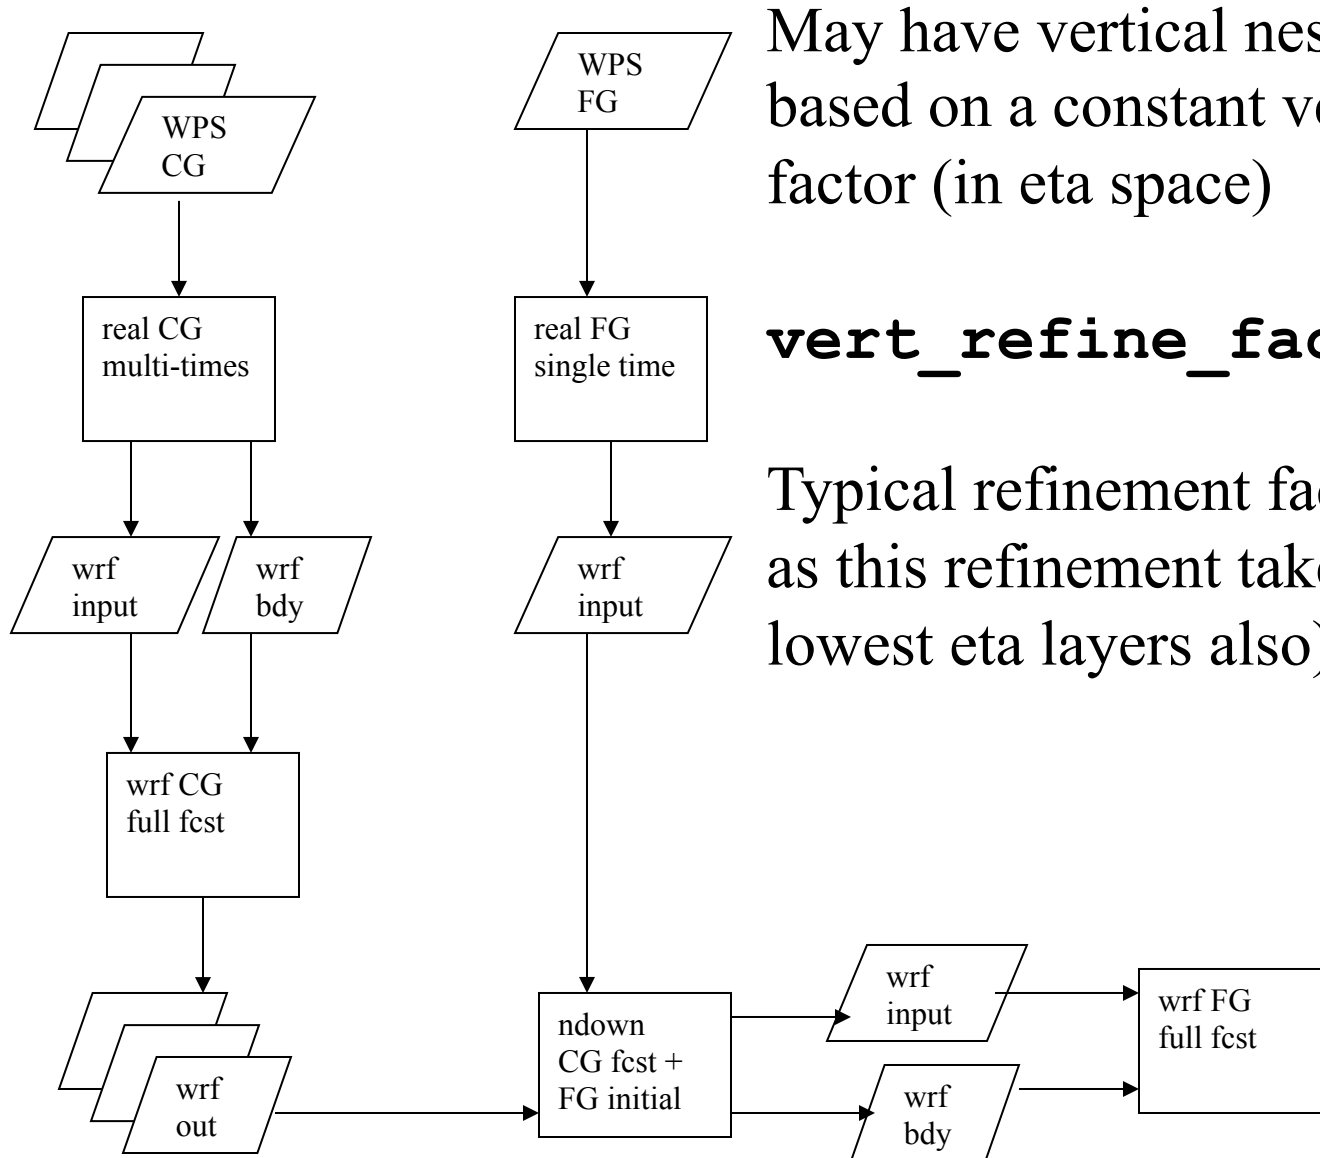 WPS
CG
WPS
FG
May have vertical nes
based on a constant ve
factor (in eta space)
real CG
multi-times
real FG
single time
vert_refine_fac
Typical refinement fac
as this refinement take
lowest eta layers also)
wrf
input
wrf
bdy
wrf
input
wrf CG
full fcst
wrf
out
ndown
CG fcst +
FG initial
wrf
input
wrf
bdy
wrf FG
full fcst